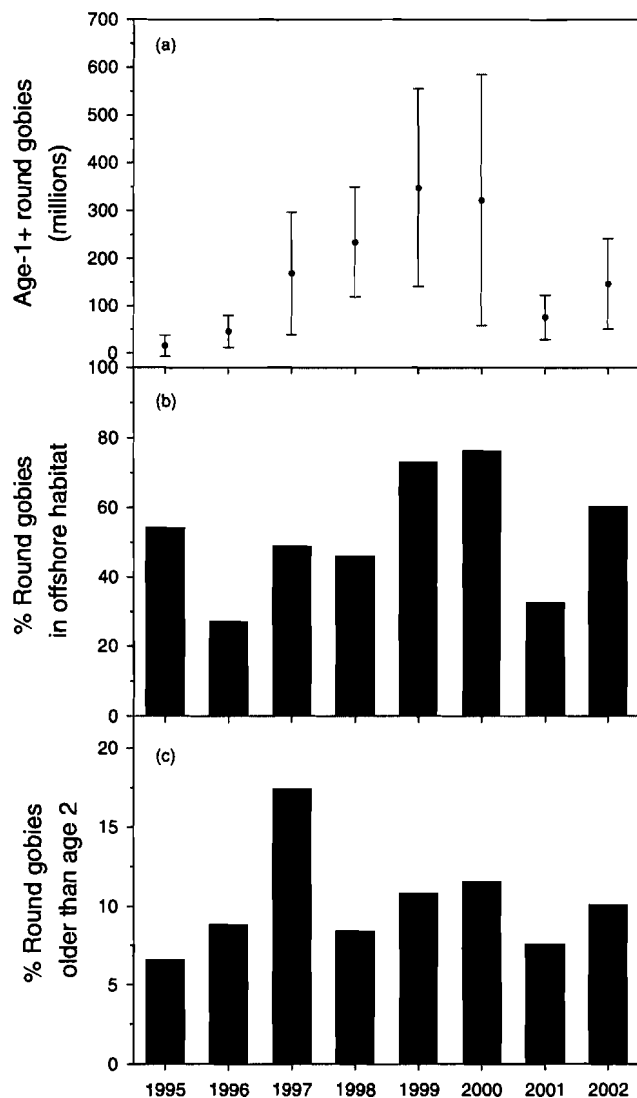 (a)
Age-1+ round gobies
(millions)
700
600
500
400
300
200
100
0
(b)
% Round gobies
in offshore habitat
100
80
60
40
20
0
(c)
% Round gobies
older than age 2
20
15
10
5
0
1995 1996 1997 1998 1999 2000 2001 2002